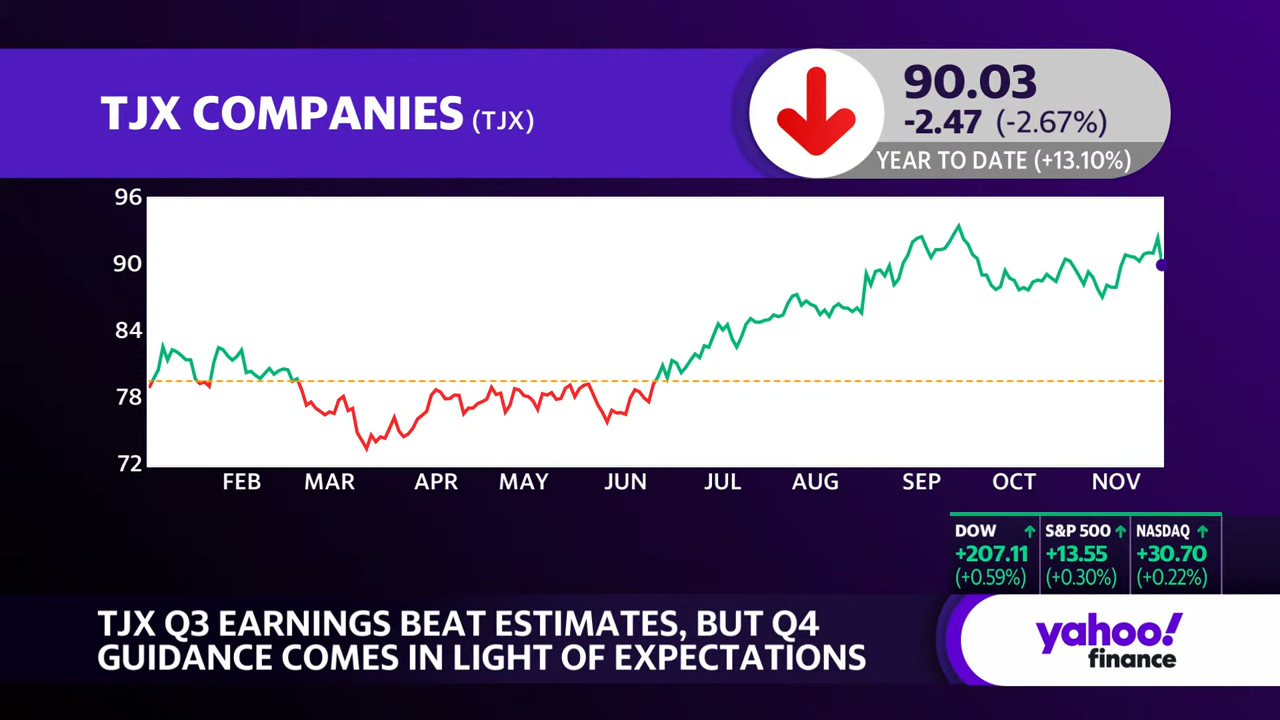 TJX COMPANIES (TJX)
90.03
-2.47 (-2.67%)
YEAR TO DATE (+13.10%)
96
90
84
78
72
FEB MAR APR MAY JUN JUL AUG SEP OCT NOV
DOW S&P 500 NASDAQ
+207.11 +13.55 +30.70
(+0.59%) (+0.30%) (+0.22%)
TJX Q3 EARNINGS BEAT ESTIMATES, BUT Q4
GUIDANCE COMES IN LIGHT OF EXPECTATIONS
yahoo!
finance